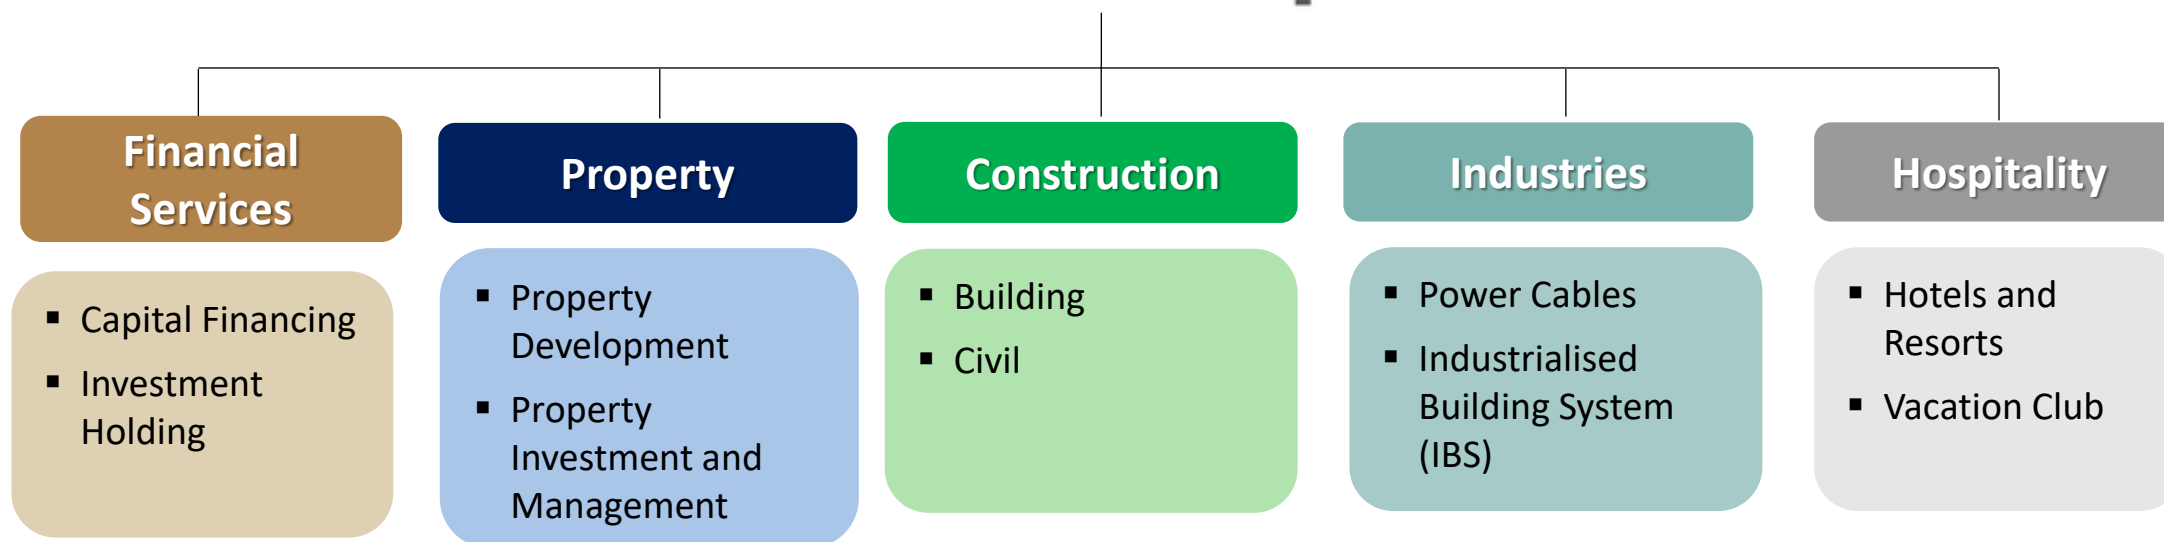 Financial
Services
Property
Construction
Industries
Hospitality
▪ Capital Financing
▪ Investment
Holding
▪ Property
Development
▪ Property
Investment and
Management
▪ Building
▪ Civil
▪ Power Cables
▪ Industrialised
Building System
(IBS)
▪ Hotels and
Resorts
▪ Vacation Club